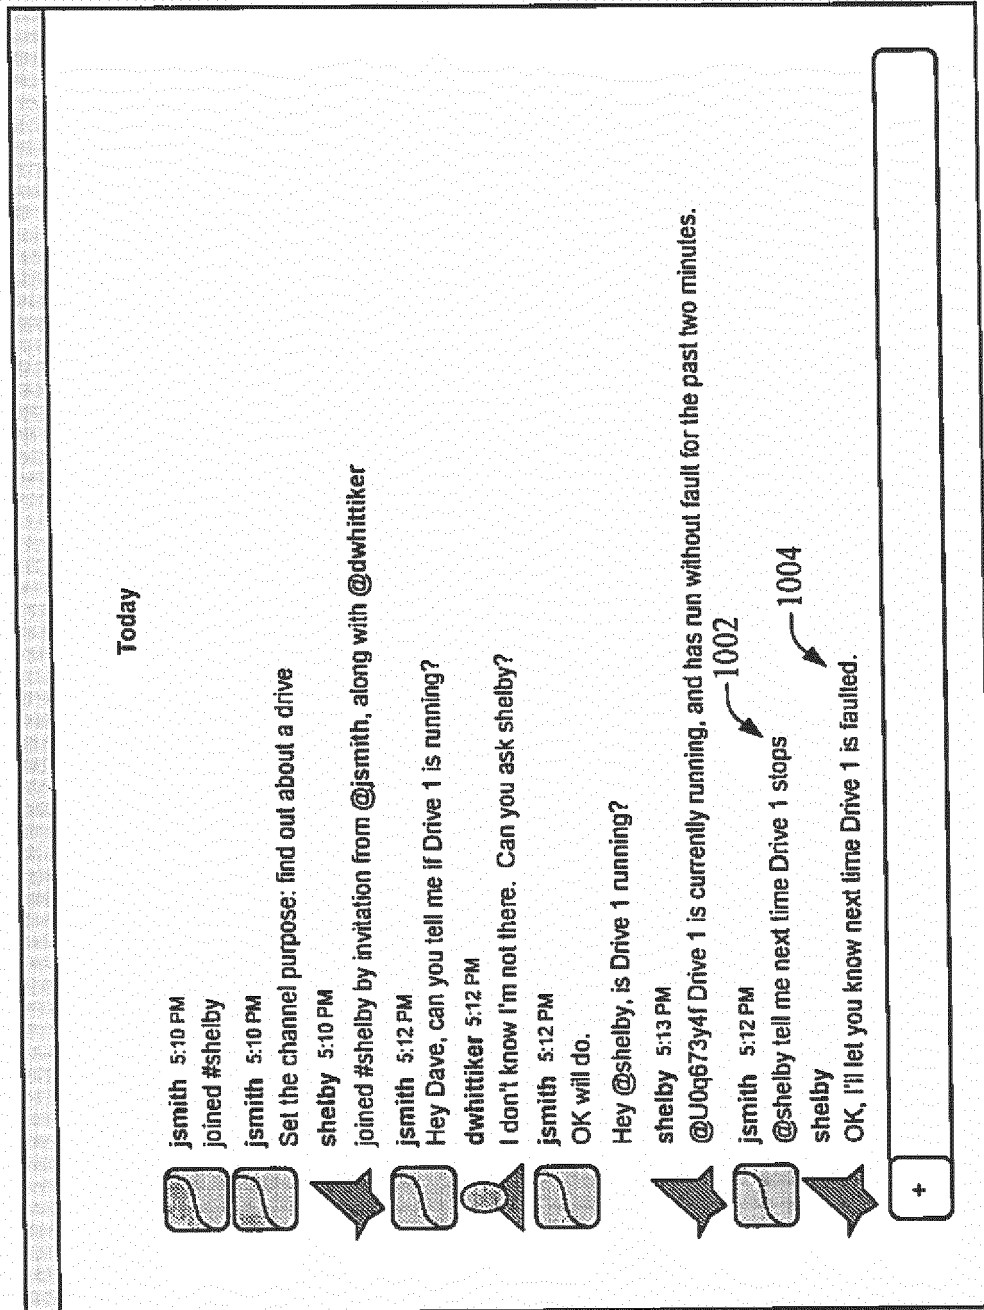 Today
jsmith 5:10 PM
joined #shelby
jsmith 5:10 PM
Set the channel purpose: find out about a drive
shelby 5:10 PM
joined #shelby by invitation from @jsmith, along with @dwhittiker
jsmith 5:12 PM
Hey Dave, can you tell me if Drive 1 is running?
dwhittiker 5:12 PM
I don't know I'm not there. Can you ask shelby?
jsmith 5:12 PM
OK will do.
Hey @shelby, is Drive 1 running?
shelby 5:13 PM
@U0q673y4f Drive 1 is currently running, and has run without fault for the past two minutes.
1002
jsmith 5:12 PM
@shelby tell me next time Drive 1 stops
1004
shelby
OK, I'll let you know next time Drive 1 is faulted.
+